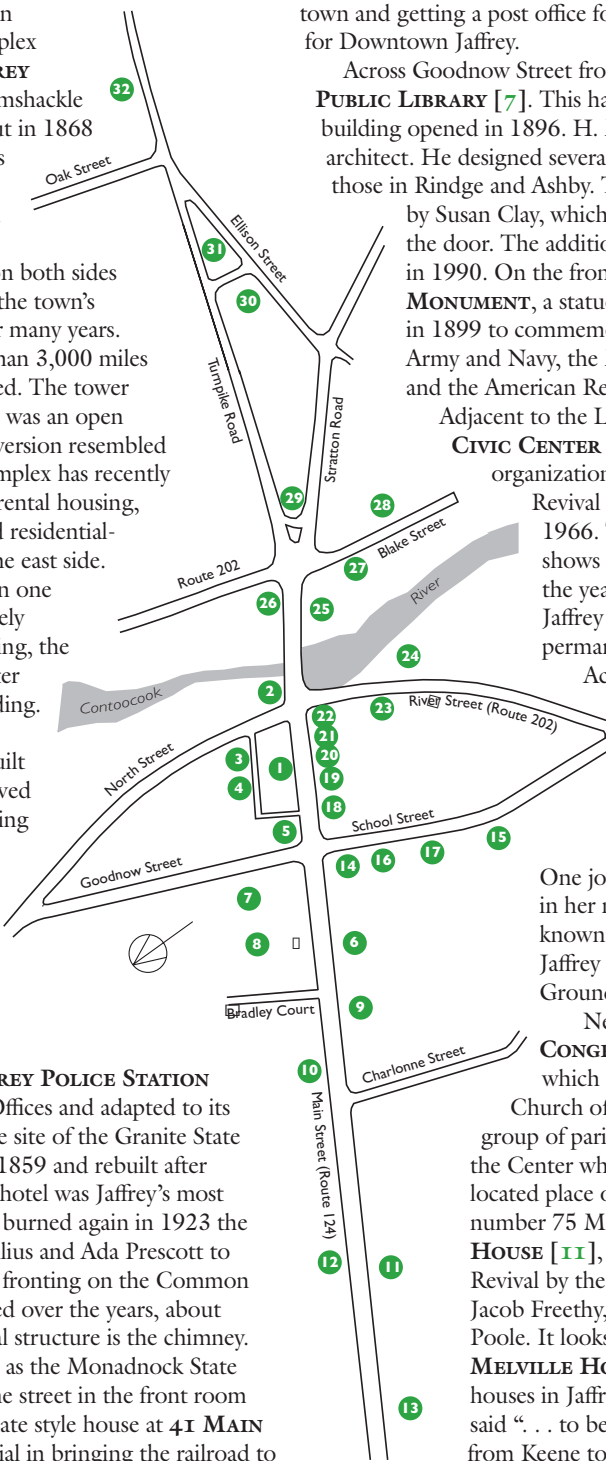 n
plex
REY
mshackle
ut in 1868
s
on both sides
the town's
r many years.
han 3,000 miles
ed. The tower
was an open
version resembled
mplex has recently
rental housing,
l residential-
he east side.
n one
ely
ing, the
ter
ding.
uilt
wed
ing
town and getting a post office fo
for Downtown Jaffrey.
Across Goodnow Street fro
PUBLIC LIBRARY [7]. This ha
building opened in 1896. H.
architect. He designed severa
those in Rindge and Ashby. T
by Susan Clay, which
the door. The additio
in 1990. On the fron
MONUMENT, a statue
in 1899 to commem
Army and Navy, the
and the American Re
Adjacent to the L
CIVIC CENTER
organization
Revival
1966. T
shows
the yea
Jaffrey
perman
Ac
32
Oak Street
Ellison Street
31
30
Turnpike Road
Stratton Road
29
28
Blake Street
27
Route 202
26
25
River
24
2
Contoocook
23
River Street (Route 202)
22
21
20
19
18
North Street
3
1
4
5
School Street
15
17
16
14
Goodnow Street
7
8
6
Bradley Court
9
10
Charlonne Street
Main Street (Route 124)
12
11
13
One jo
in her r
known
Jaffrey
Ground
Ne
CONGR
which
Church of
group of pari
the Center wh
located place o
number 75 M
HOUSE [11],
Revival by the
Jacob Freethy,
Poole. It looks
MELVILLE HO
houses in Jaffr
said “. . . to be
from Keene to
REY POLICE STATION
Offices and adapted to its
e site of the Granite State
1859 and rebuilt after
hotel was Jaffrey's most
burned again in 1923 the
lius and Ada Prescott to
fronting on the Common
ed over the years, about
al structure is the chimney.
as the Monadnock State
he street in the front room
ate style house at 41 MAIN
ial in bringing the railroad to